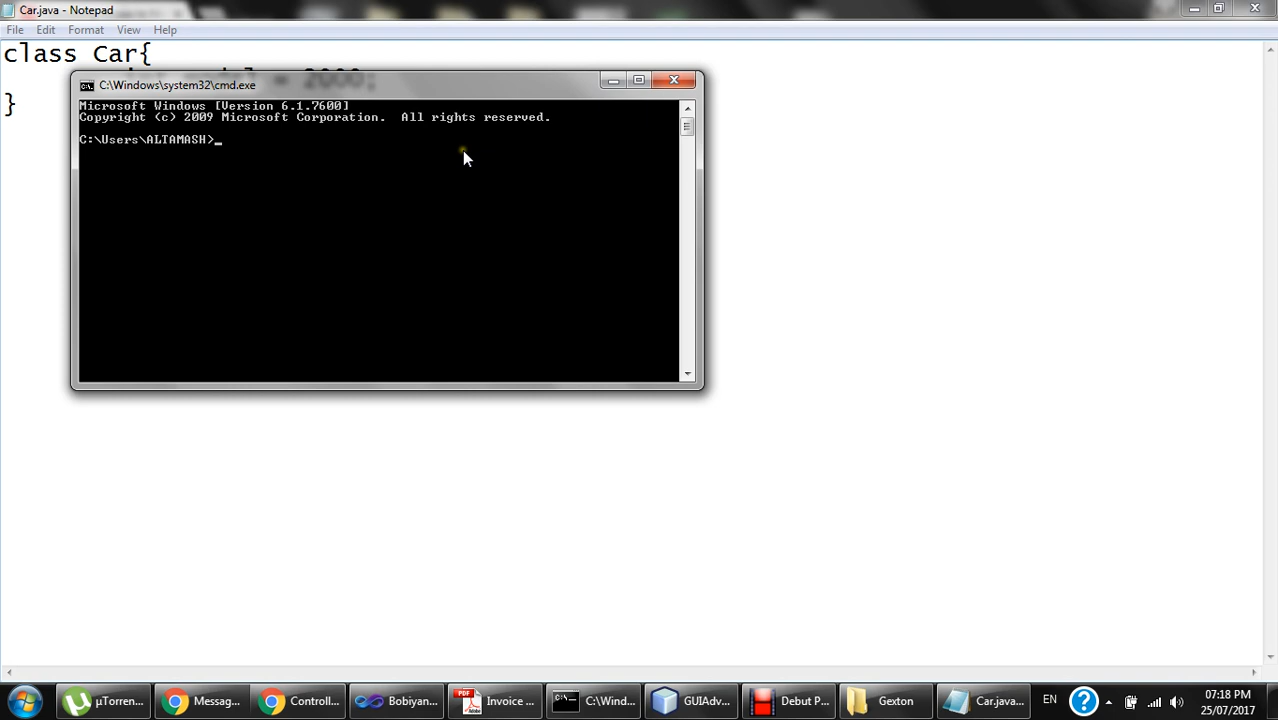 Car.java - Notepad
File Edit Format View Help
class Car{
= 2000;
}
C:\Windows\system32\cmd.exe
Microsoft Windows [Version 6.1.7600]
Copyright (c) 2009 Microsoft Corporation.  All rights reserved.
C:\Users\ALTAMASH>_
µTorren... Messag... Controll... Bobiyan... Invoice ... C:\Wind... GUIAdv... Debut P... Gexton Car.java... EN 07:18 PM
25/07/2017